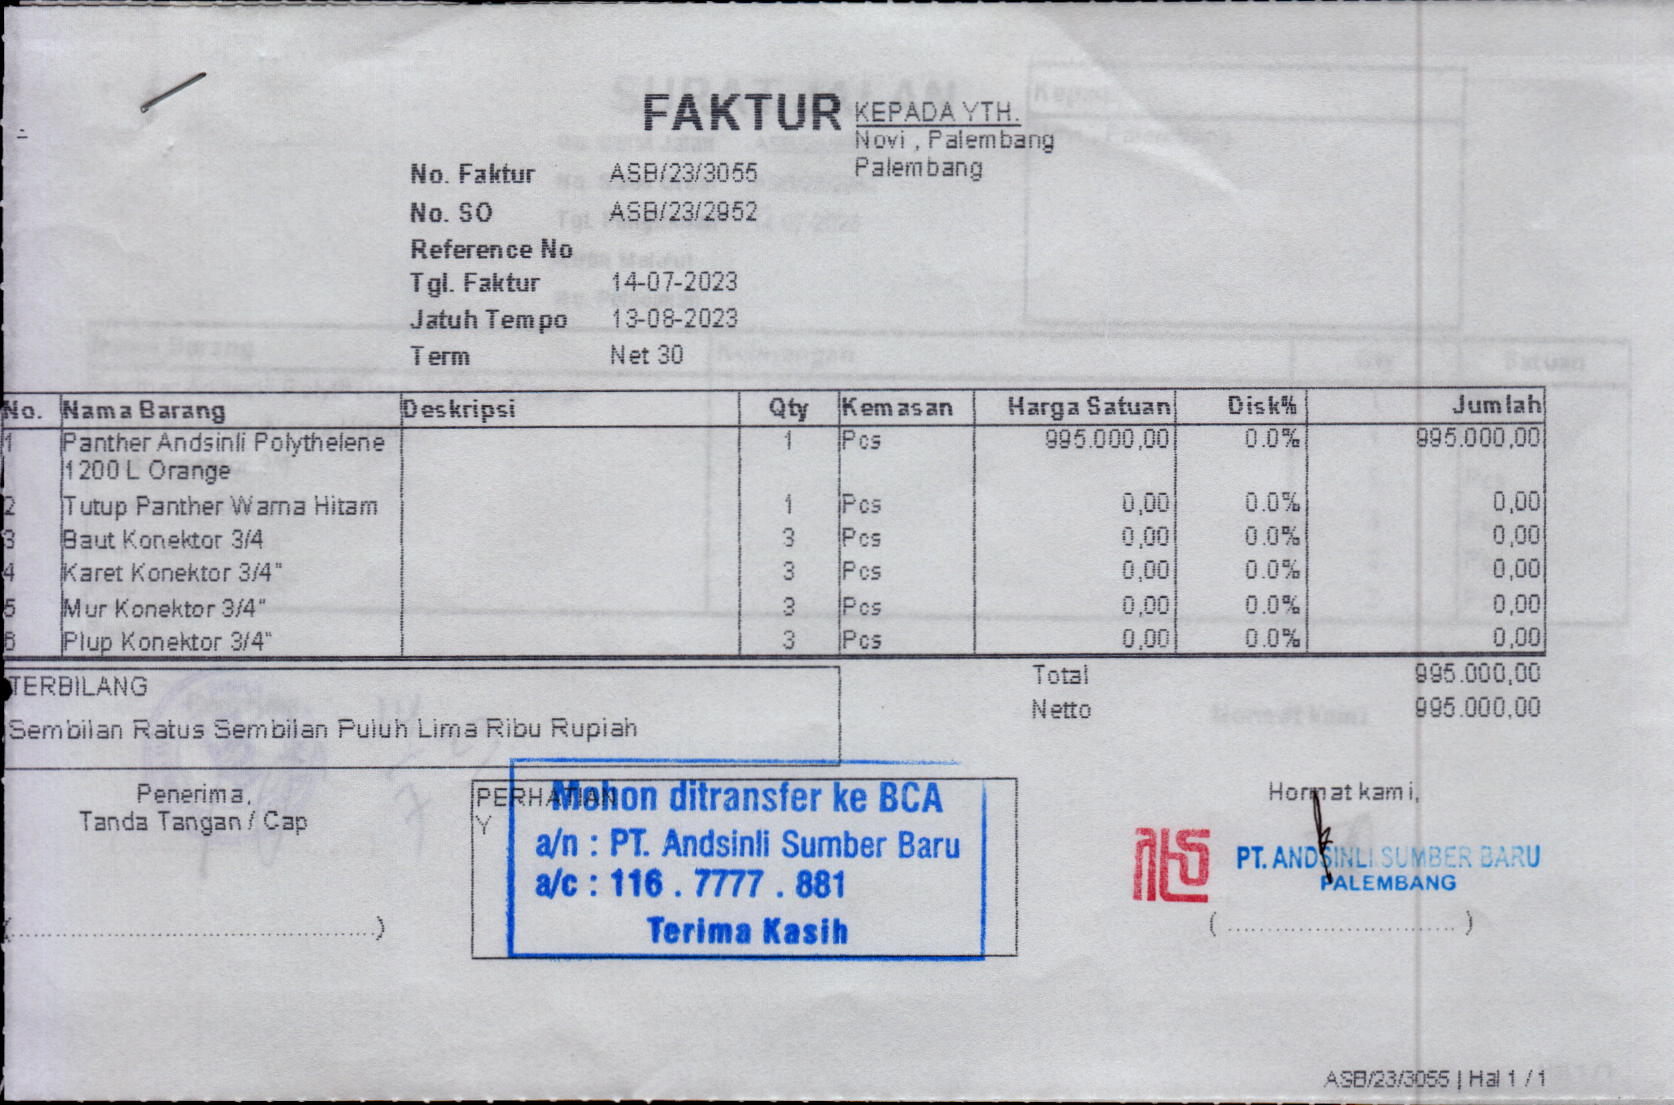 FAKTUR
KEPADA YTH.
Novi , Palembang
Palembang
No. Faktur ASB/23/3055
No. SO ASB/23/2952
Reference No
Tgl. Faktur 14-07-2023
Jatuh Tempo 13-08-2023
Term Net 30
No. Nama Barang Deskripsi Qty Kemasan Harga Satuan Disk% Jumlah
1 Panther Andsinli Polythelene 1 Pcs 995.000,00 0.0% 995.000,00
1200 L Orange
2 Tutup Panther Warna Hitam 1 Pcs 0,00 0.0% 0,00
3 Baut Konektor 3/4 3 Pcs 0,00 0.0% 0,00
4 Karet Konektor 3/4" 3 Pcs 0,00 0.0% 0,00
5 Mur Konektor 3/4" 3 Pcs 0,00 0.0% 0,00
6 Plup Konektor 3/4" 3 Pcs 0,00 0.0% 0,00
Total 995.000,00
Netto 995.000,00
TERBILANG
Sembilan Ratus Sembilan Puluh Lima Ribu Rupiah
Penerima,
Tanda Tangan / Cap
(................................................)
PERHATIAN
Y
Mohon ditransfer ke BCA
a/n : PT. Andsinli Sumber Baru
a/c : 116 . 7777 . 881
Terima Kasih
Hormat kami,
PT. ANDSINLI SUMBER BARU
PALEMBANG
( .............................. )
ASB/23/3055 | Hal 1 / 1